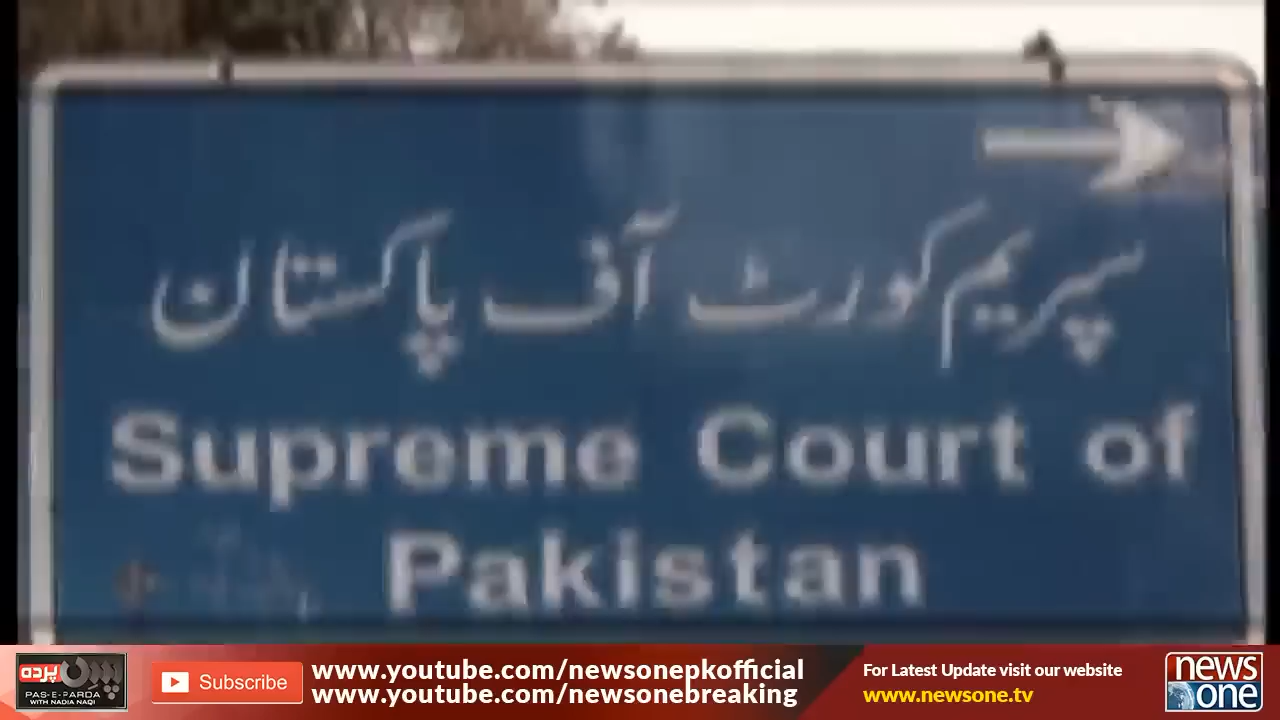 سپریم کورٹ آف پاکستان
Supreme Court of
Pakistan
پس پردہ
PAS-E-PARDA
WITH NADIA NAQI
Subscribe
www.youtube.com/newsonepkofficial
www.youtube.com/newsonebreaking
For Latest Update visit our website
www.newsone.tv
news
one